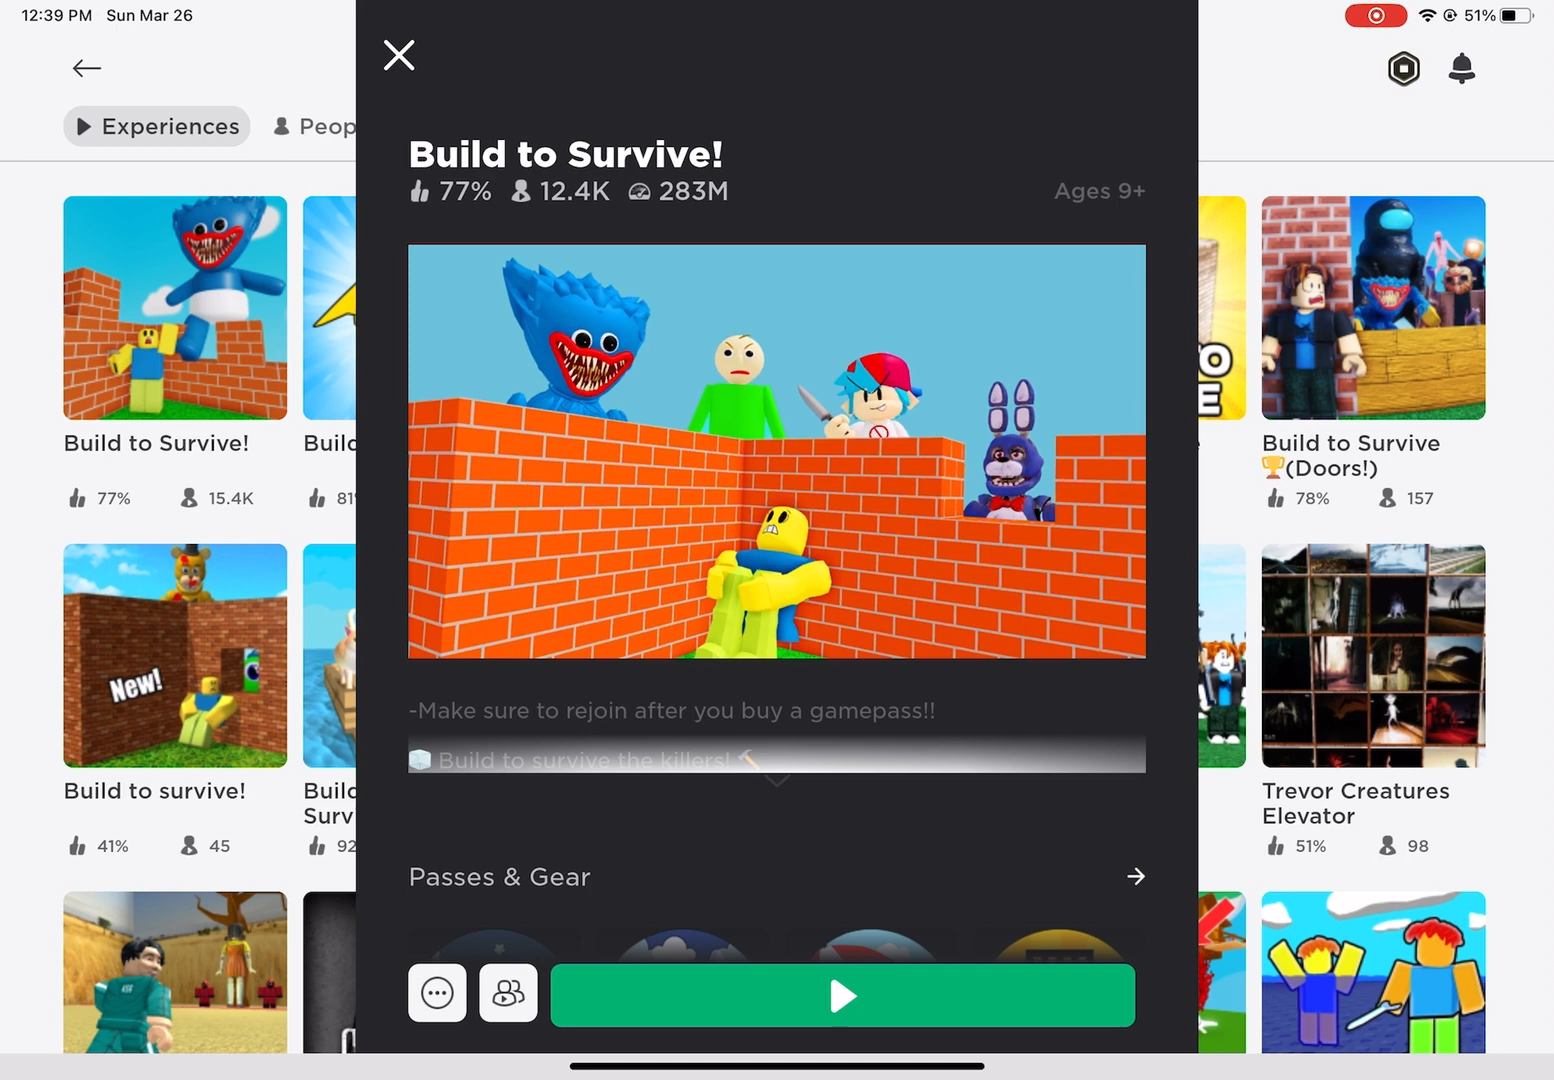 12:39 PM Sun Mar 26
51%
Experiences
Peop
Build to Survive!
77% 12.4K 283M
Ages 9+
Build to Survive!
77% 15.4K
Build
81
Build to Survive
(Doors!)
78% 157
-Make sure to rejoin after you buy a gamepass!!
Build to survive the killers!
New!
Build to survive!
41% 45
Build
Surv
92
Trevor Creatures
Elevator
51% 98
Passes & Gear